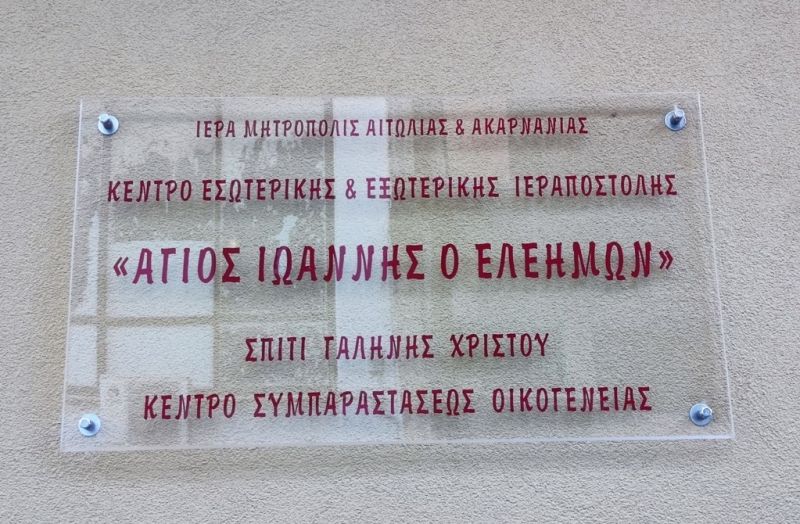 ΙΕΡΑ ΜΗΤΡΟΠΟΛΙΣ ΑΙΤΩΛΙΑΣ & ΑΚΑΡΝΑΝΙΑΣ
ΚΕΝΤΡΟ ΕΣΩΤΕΡΙΚΗΣ & ΕΞΩΤΕΡΙΚΗΣ ΙΕΡΑΠΟΣΤΟΛΗΣ
«ΑΓΙΟΣ ΙΩΑΝΝΗΣ Ο ΕΛΕΗΜΩΝ»
ΣΠΙΤΙ ΓΑΛΗΝΗΣ ΧΡΙΣΤΟΥ
ΚΕΝΤΡΟ ΣΥΜΠΑΡΑΣΤΑΣΕΩΣ ΟΙΚΟΓΕΝΕΙΑΣ